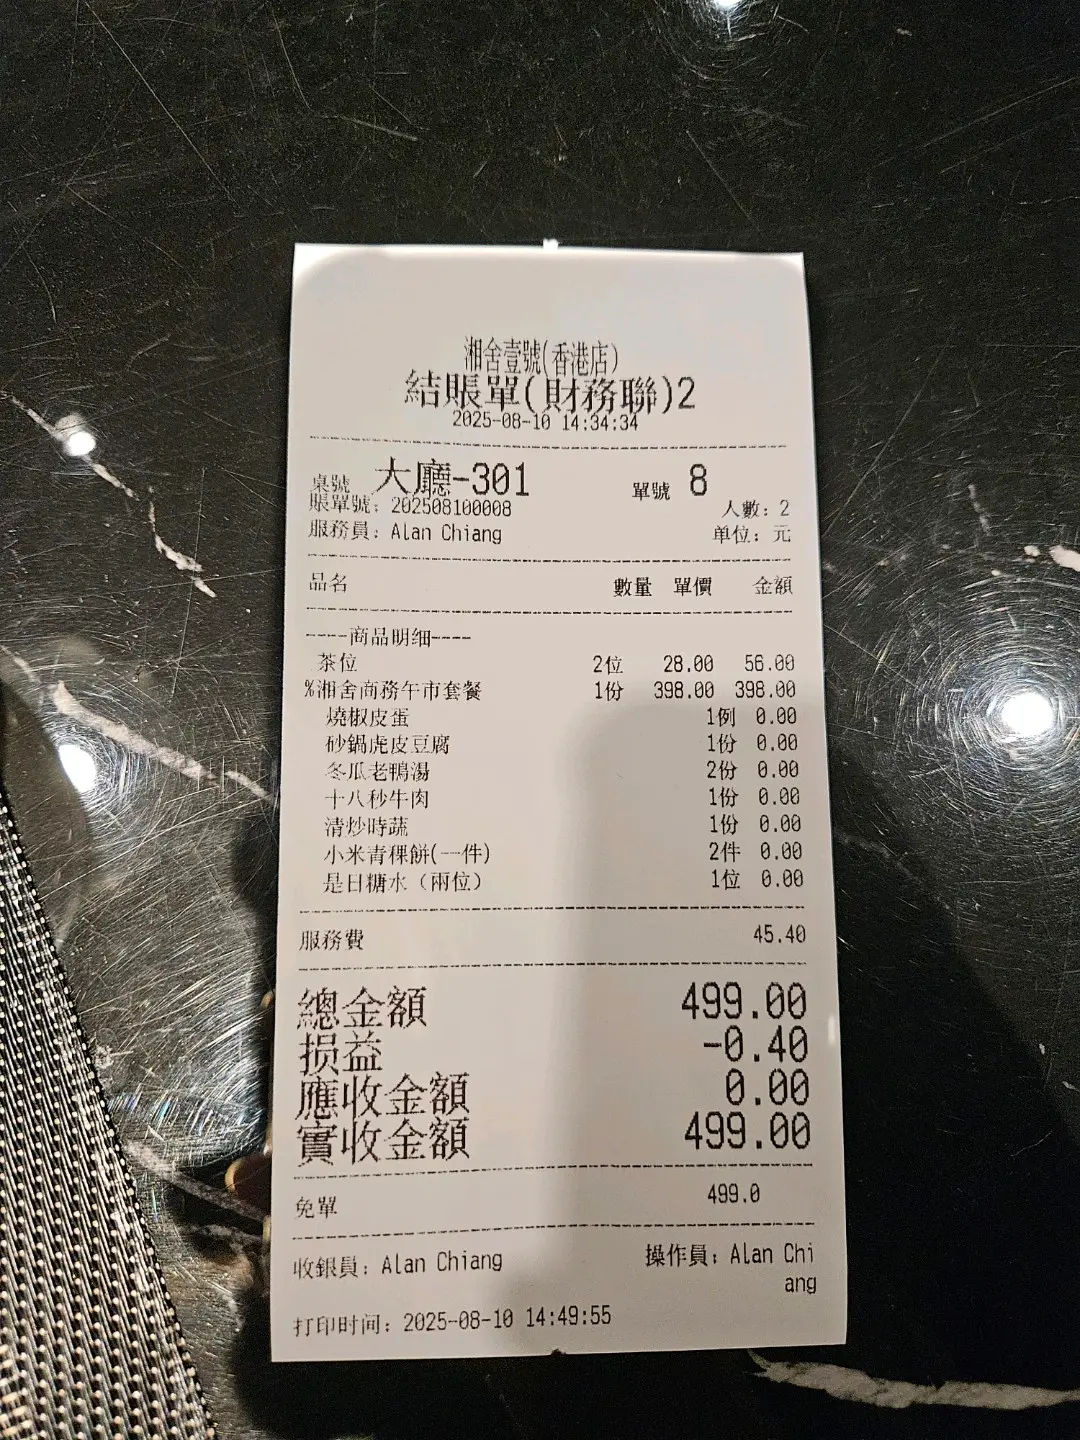 湘舍壹號(香港店)
結賬單(財務聯)2
2025-08-10 14:34:34
桌號 大廳-301 單號 8
賬單號: 202508100008 人數: 2
服務員: Alan Chiang 单位: 元
品名 數量 單價 金額
----商品明细----
茶位 2位 28.00 56.00
%湘舍商務午市套餐 1份 398.00 398.00
燒椒皮蛋 1例 0.00
砂鍋虎皮豆腐 1份 0.00
冬瓜老鴨湯 2份 0.00
十八秒牛肉 1份 0.00
清炒時蔬 1份 0.00
小米青稞餅(一件) 2件 0.00
是日糖水（兩位） 1位 0.00
服務費 45.40
總金額 499.00
损益 -0.40
應收金額 0.00
實收金額 499.00
免單 499.0
收銀員: Alan Chiang 操作員: Alan Chi
ang
打印时间: 2025-08-10 14:49:55